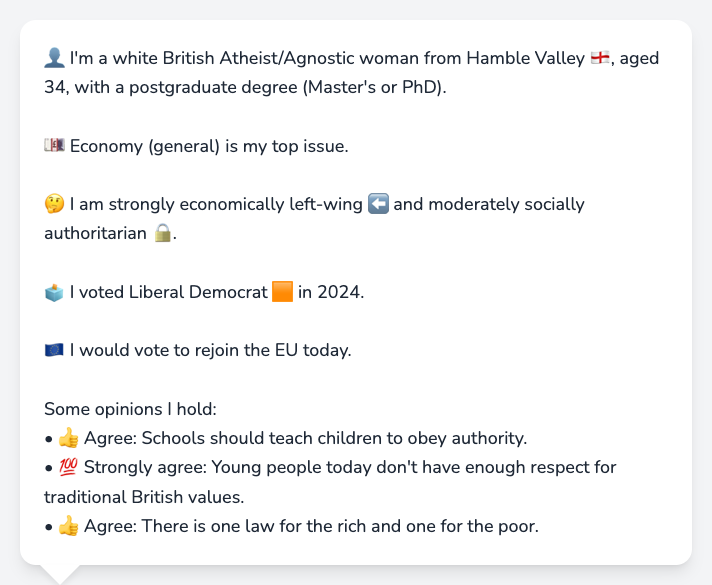 👤 I'm a white British Atheist/Agnostic woman from Hamble Valley 🏴󠁧󠁢󠁥󠁮󠁧󠁿, aged
34, with a postgraduate degree (Master's or PhD).
💷 Economy (general) is my top issue.
🤔 I am strongly economically left-wing ⬅️ and moderately socially
authoritarian 🔒.
🗳️ I voted Liberal Democrat 🟧 in 2024.
🇪🇺 I would vote to rejoin the EU today.
Some opinions I hold:
• 👍 Agree: Schools should teach children to obey authority.
• 💯 Strongly agree: Young people today don't have enough respect for
traditional British values.
• 👍 Agree: There is one law for the rich and one for the poor.